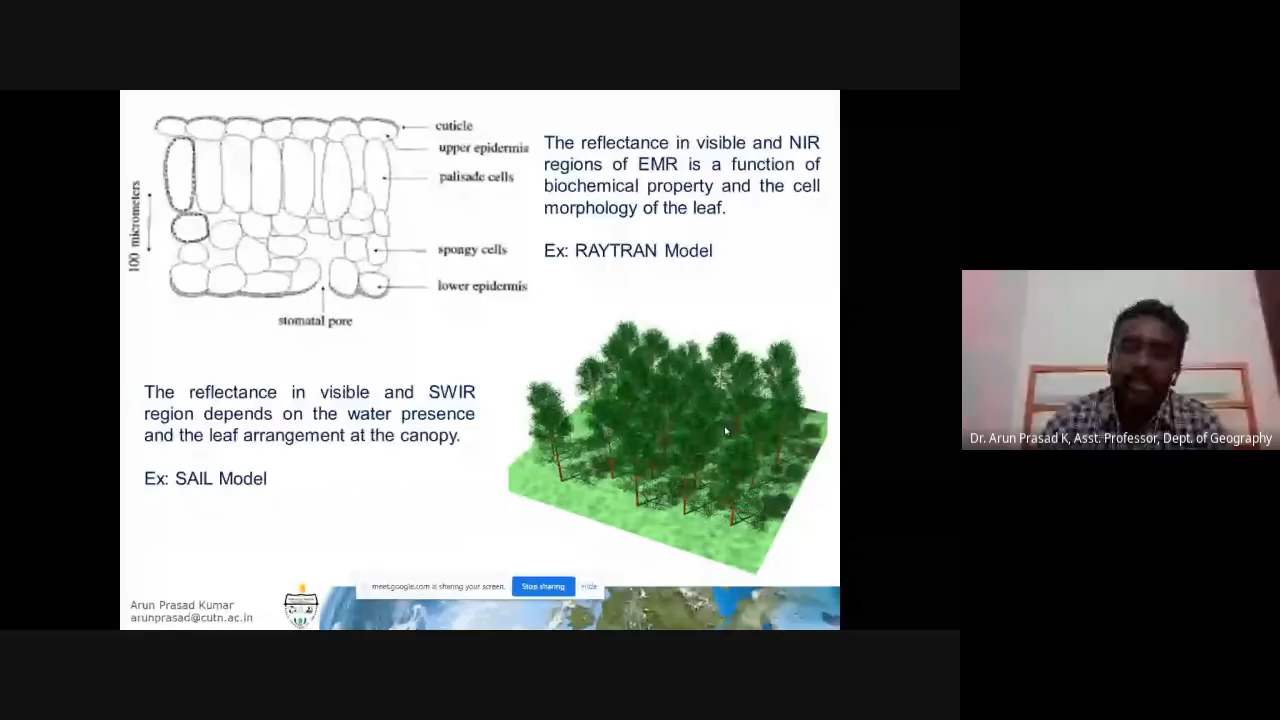 cuticle
upper epidermis
palisade cells
100 micrometers
spongy cells
lower epidermis
stomatal pore
The reflectance in visible and NIR
regions of EMR is a function of
biochemical property and the cell
morphology of the leaf.
Ex: RAYTRAN Model
The reflectance in visible and SWIR
region depends on the water presence
and the leaf arrangement at the canopy.
Ex: SAIL Model
meet.google.com is sharing your screen.
Stop sharing
Hide
Arun Prasad Kumar
arunprasad@cutn.ac.in
Dr. Arun Prasad K, Asst. Professor, Dept. of Geography